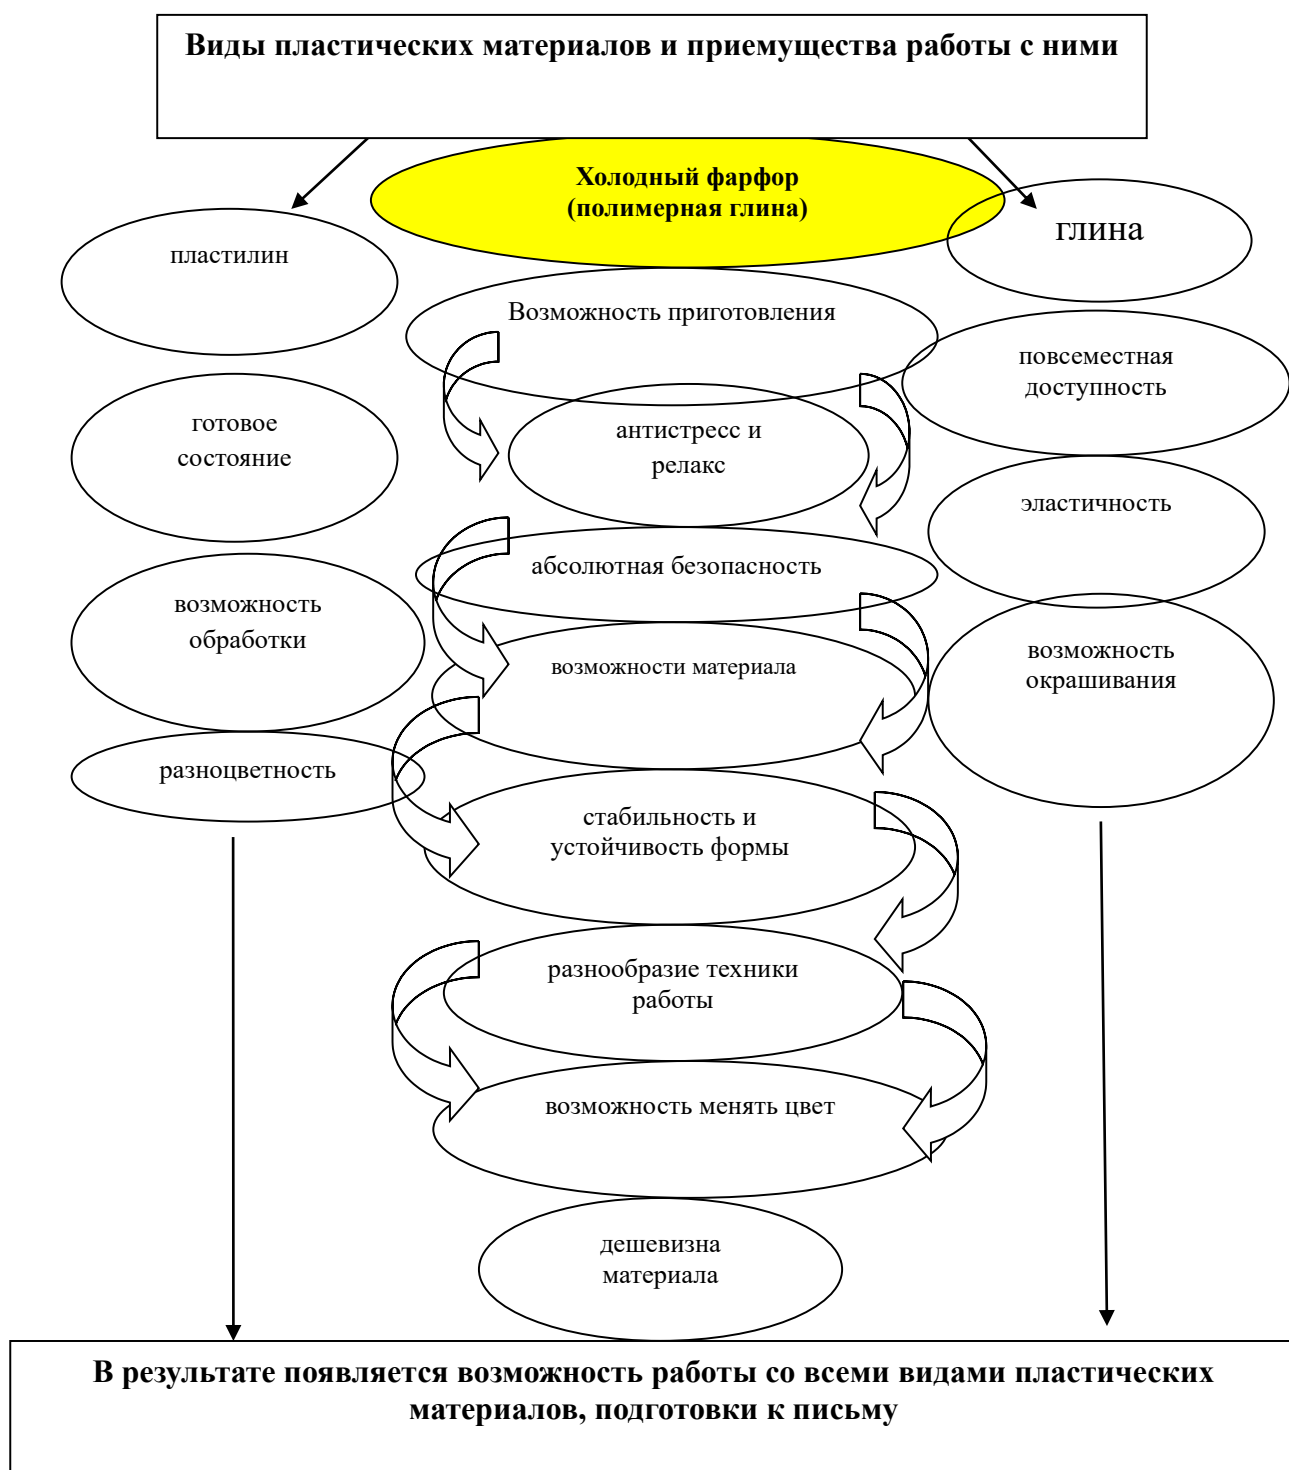 Виды пластических материалов и приемущества работы с ними
Холодный фарфор
(полимерная глина)
пластилин
готовое
состояние
возможность
обработки
разноцветность
Возможность приготовления
антистресс и
релакс
абсолютная безопасность
возможности материала
стабильность и
устойчивость формы
разнообразие техники
работы
возможность менять цвет
дешевизна
материала
глина
повсеместная
доступность
эластичность
возможность
окрашивания
В результате появляется возможность работы со всеми видами пластических
материалов, подготовки к письму